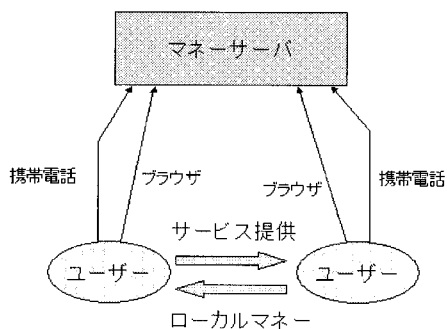 マネーサーバ
携帯電話
ブラウザ
ブラウザ
携帯電話
サービス提供
ユーザー
ユーザー
ローカルマネー